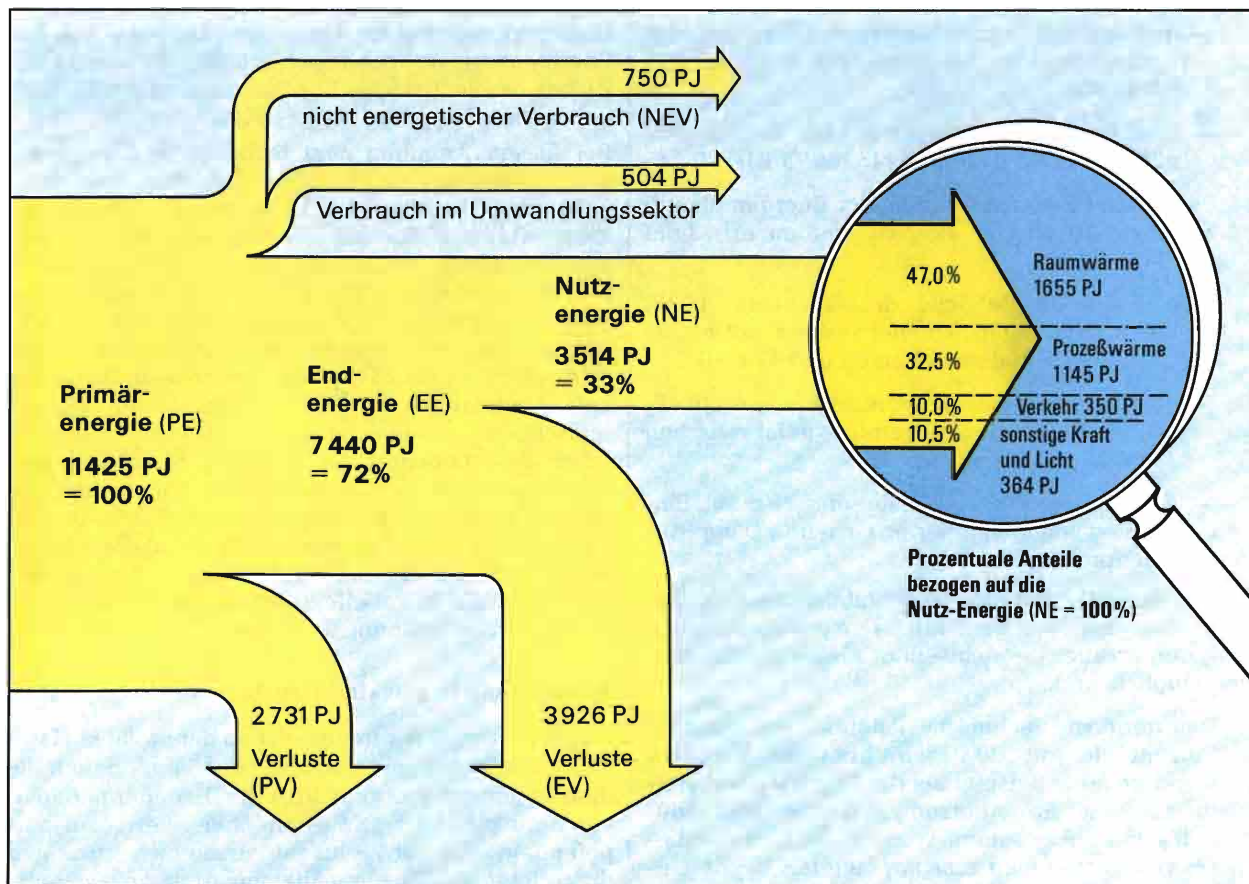 750 PJ
nicht energetischer Verbrauch (NEV)
504 PJ
Verbrauch im Umwandlungssektor
Primär-
energie (PE)
11425 PJ
= 100%
End-
energie (EE)
7440 PJ
= 72%
Nutz-
energie (NE)
3514 PJ
= 33%
47,0%
Raumwärme
1655 PJ
32,5%
Prozeßwärme
1145 PJ
10,0%
Verkehr 350 PJ
10,5%
sonstige Kraft
und Licht
364 PJ
Prozentuale Anteile
bezogen auf die
Nutz-Energie (NE = 100%)
2731 PJ
Verluste
(PV)
3926 PJ
Verluste
(EV)